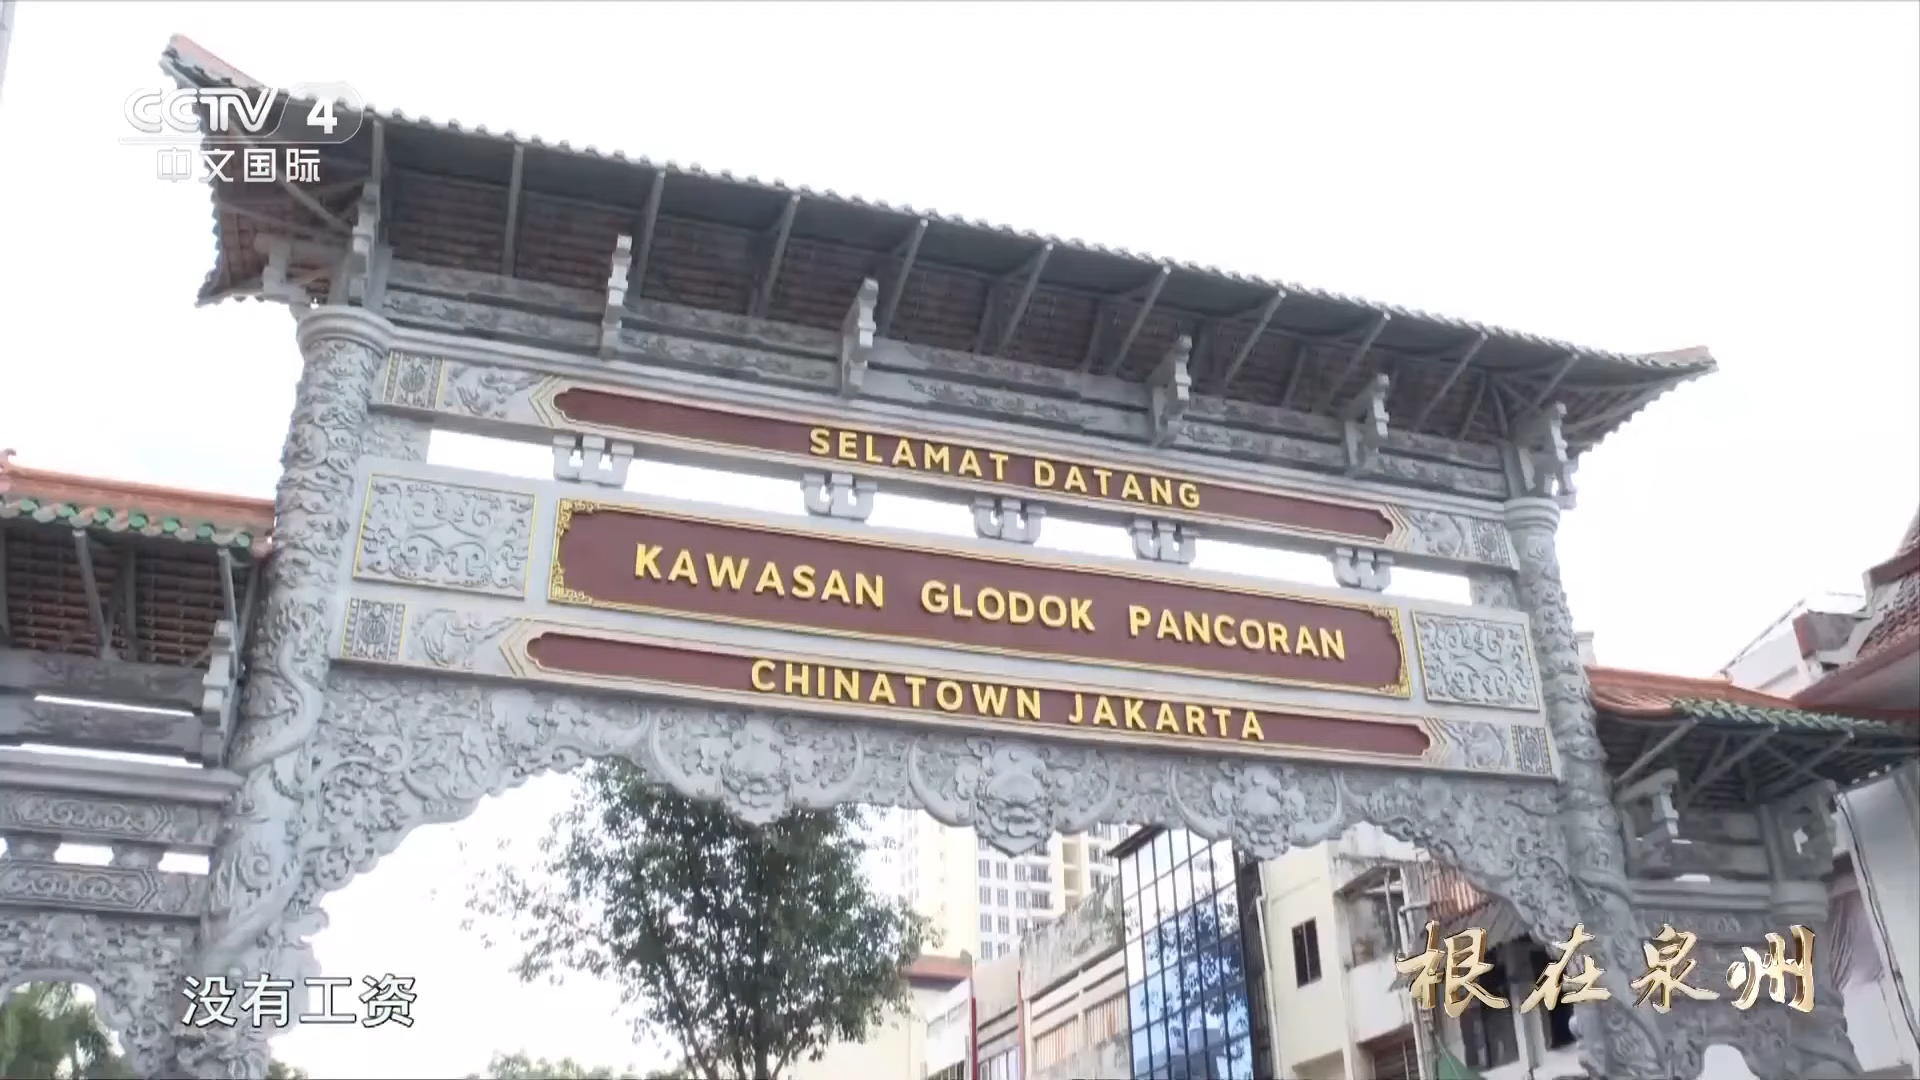 CCTV 4
中文国际
SELAMAT DATANG
KAWASAN GLODOK PANCORAN
CHINATOWN JAKARTA
没有工资
根在泉州